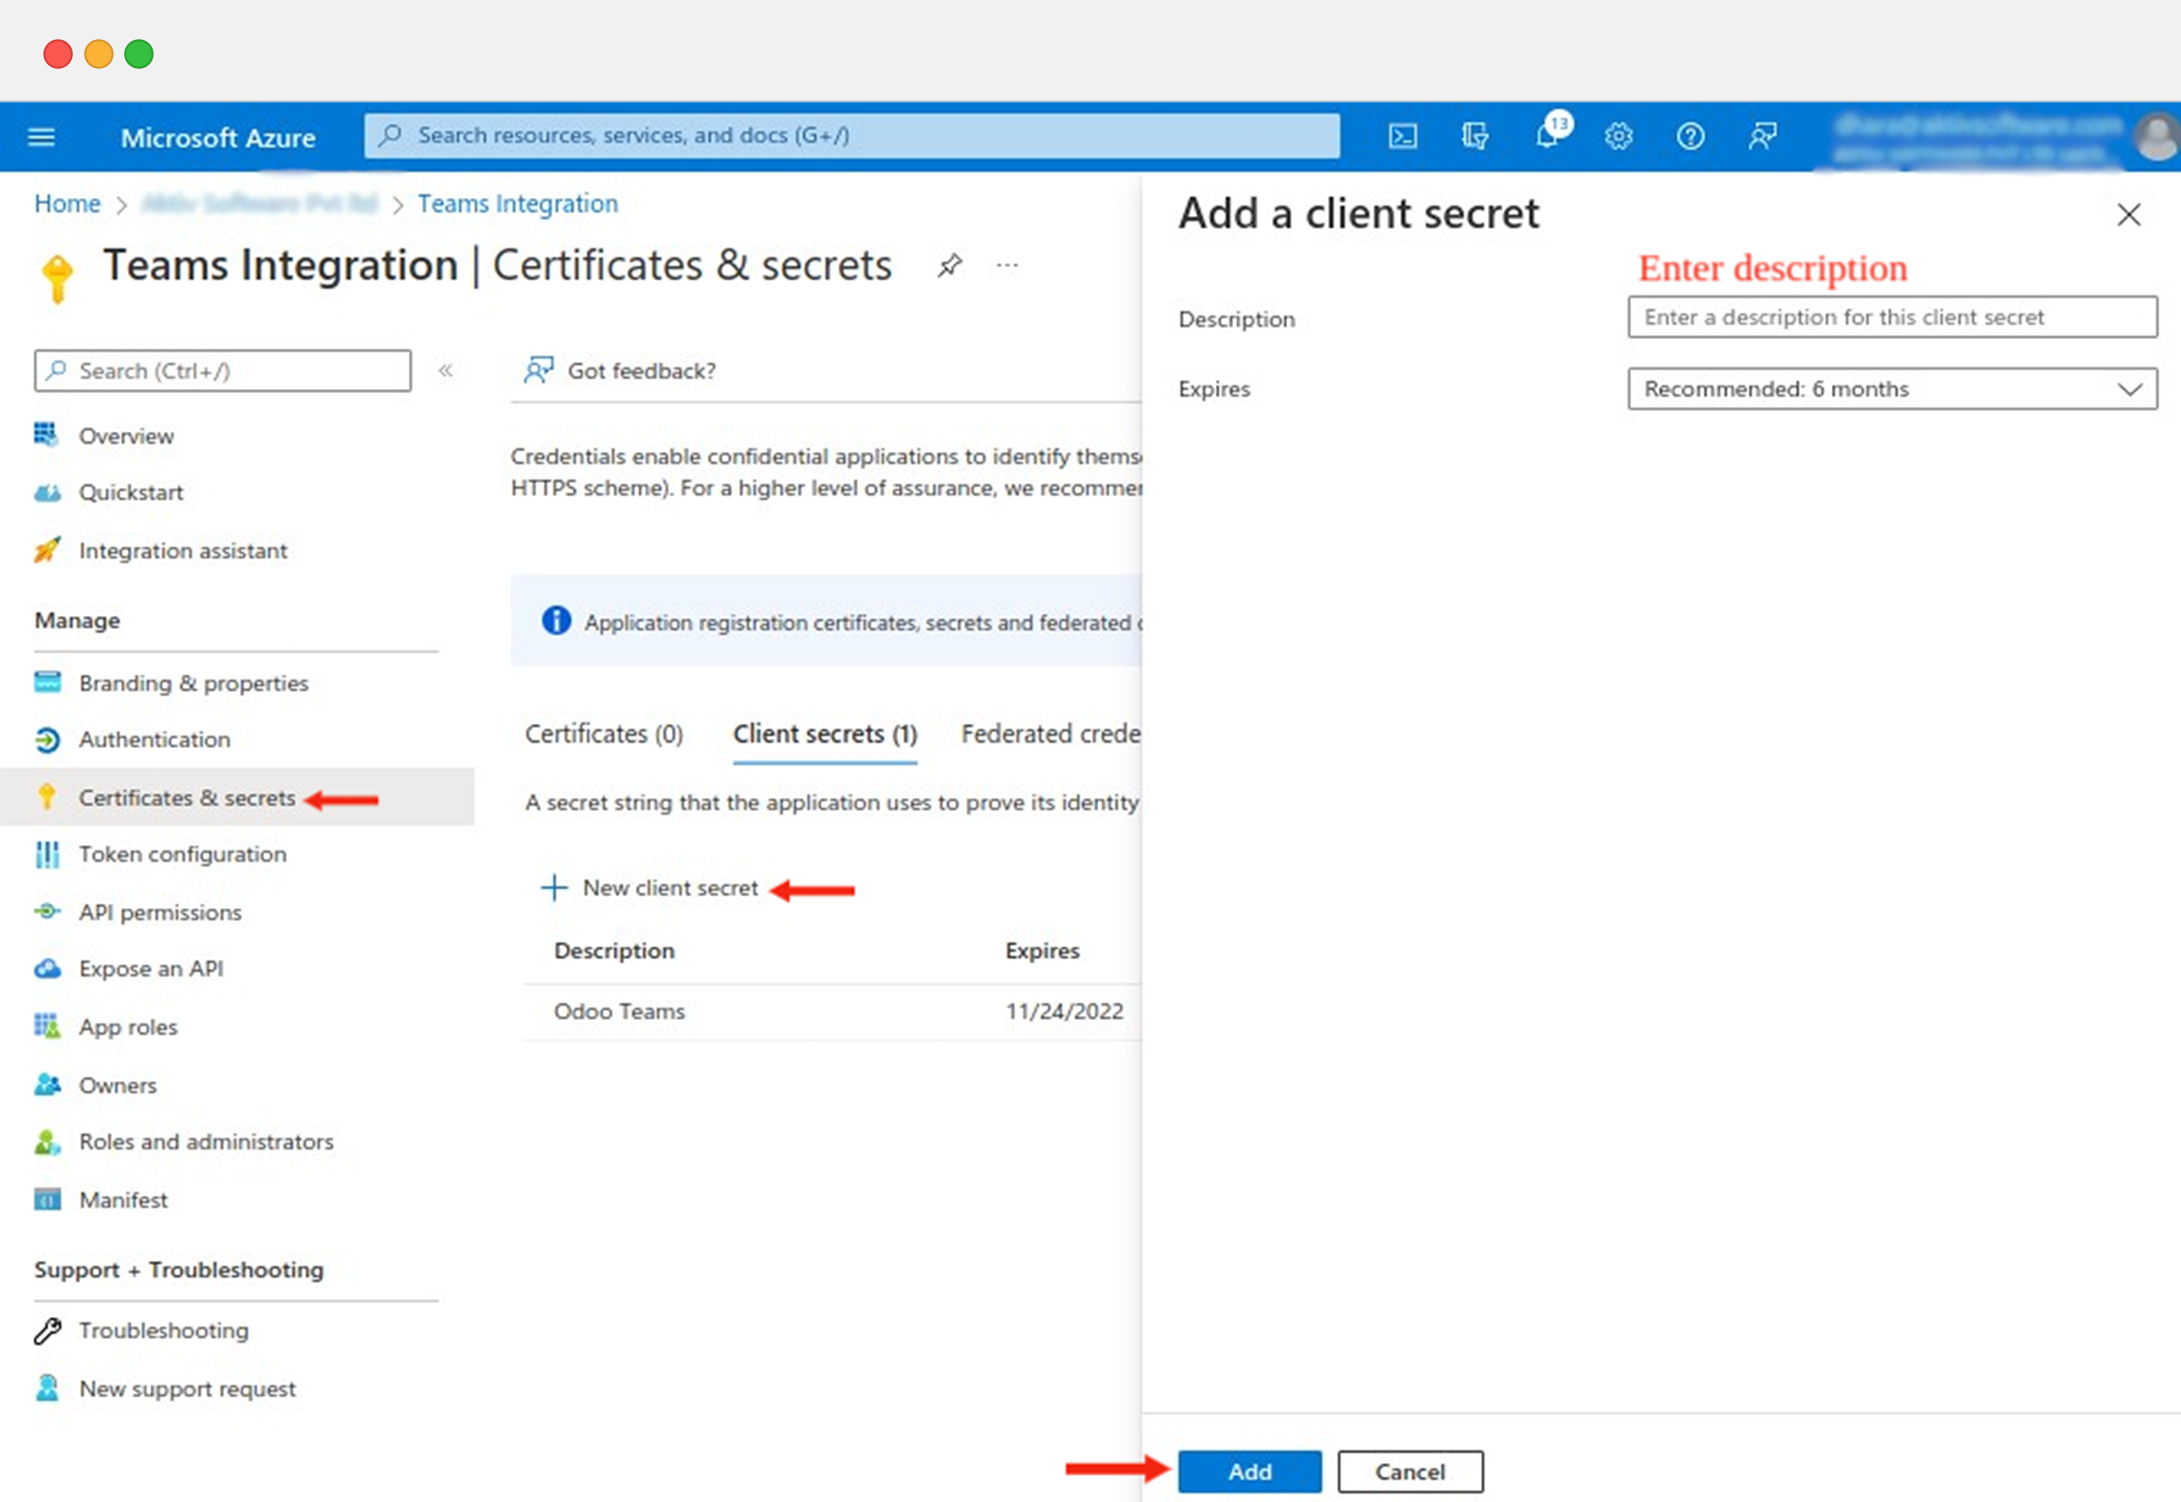 Microsoft Azure
Search resources, services, and docs (G+/)
13
Home > > Teams Integration
Teams Integration | Certificates & secrets
Search (Ctrl+/)
Overview
Quickstart
Integration assistant
Manage
Branding & properties
Authentication
Certificates & secrets
Token configuration
API permissions
Expose an API
App roles
Owners
Roles and administrators
Manifest
Support + Troubleshooting
Troubleshooting
New support request
Got feedback?
Credentials enable confidential applications to identify
HTTPS scheme). For a higher level of assurance, we
Application registration certificates, secrets and federated
Certificates (0) Client secrets (1) Federated
A secret string that the application uses to prove its identity
New client secret
Description Expires
Odoo Teams 11/24/2022
Add a client secret
Enter description
Description Enter a description for this client secret
Expires Recommended: 6 months
Add Cancel